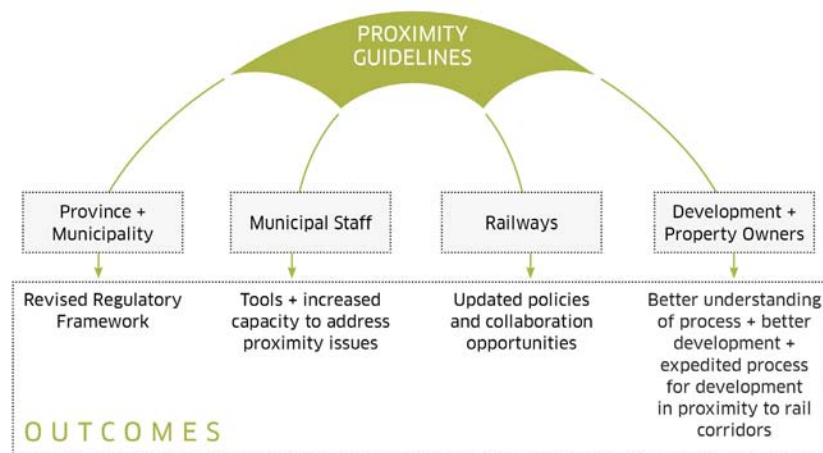 PROXIMITY
GUIDELINES
Province +
Municipality
Municipal Staff
Railways
Development +
Property Owners
Revised Regulatory
Framework
Tools + increased
capacity to address
proximity issues
Updated policies
and collaboration
opportunities
Better understanding
of process + better
development +
expedited process
for development
in proximity to rail
corridors
OUTCOMES